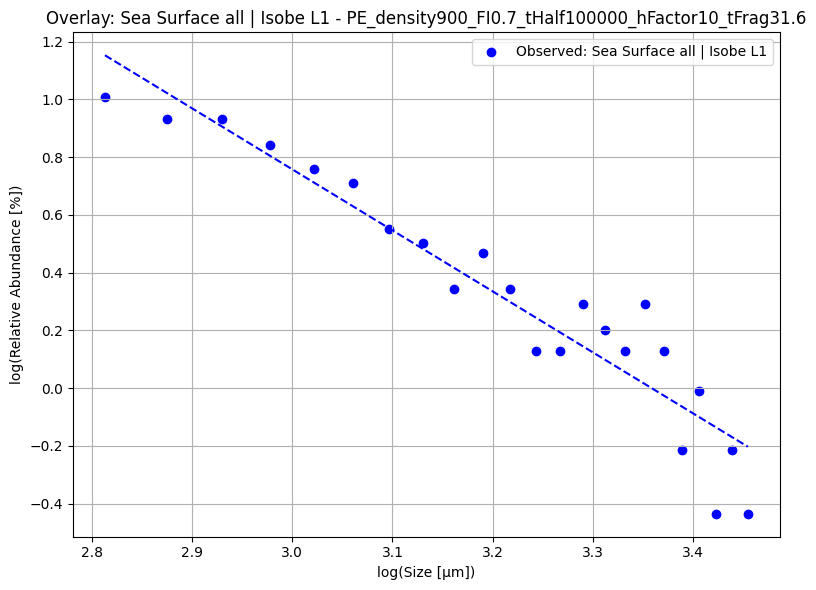 Overlay: Sea Surface all | Isobe L1 - PE_density900_FI0.7_tHalf100000_hFactor10_tFrag31.6
Observed: Sea Surface all | Isobe L1
log(Relative Abundance [%])
1.2
1.0
0.8
0.6
0.4
0.2
0.0
−0.2
−0.4
2.8 2.9 3.0 3.1 3.2 3.3 3.4
log(Size [µm])